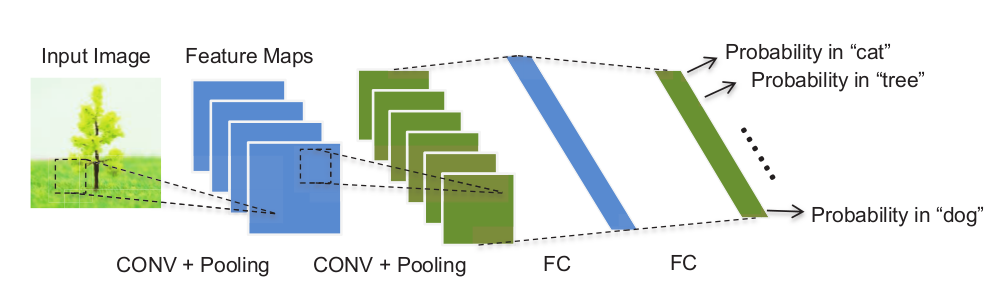 Input Image
Feature Maps
Probability in “cat”
Probability in “tree”
Probability in “dog”
CONV + Pooling
CONV + Pooling
FC
FC